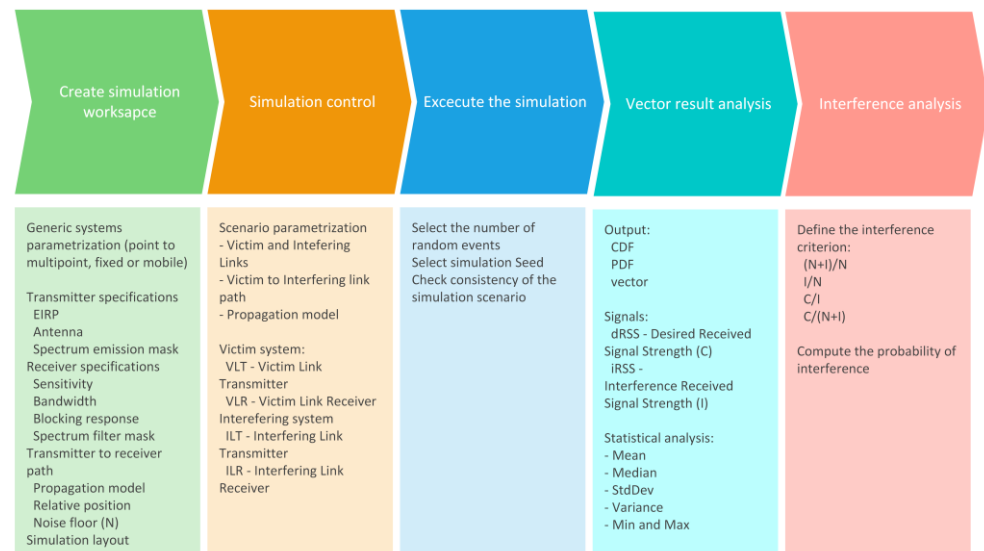 Create simulation
worksapce
Simulation control
Excecute the simulation
Vector result analysis
Interference analysis
Generic systems
parametrization (point to
multipoint, fixed or mobile)
Transmitter specifications
EIRP
Antenna
Spectrum emission mask
Receiver specifications
Sensitivity
Bandwidth
Blocking response
Spectrum filter mask
Transmitter to receiver
path
Propagation model
Relative position
Noise floor (N)
Simulation layout
Scenario parametrization
- Victim and Intefering
Links
- Victim to Interfering link
path
- Propagation model
Victim system:
VLT - Victim Link
Transmitter
VLR - Victim Link Receiver
Interefering system
ILT - Interfering Link
Transmitter
ILR - Interfering Link
Receiver
Select the number of
random events
Select simulation Seed
Check consistency of the
simulation scenario
Output:
CDF
PDF
vector
Signals:
dRSS - Desired Received
Signal Strength (C)
iRSS -
Interference Received
Signal Strength (I)
Statistical analysis:
- Mean
- Median
- StdDev
- Variance
- Min and Max
Define the interference
criterion:
(N+I)/N
I/N
C/I
C/(N+I)
Compute the probability of
interference